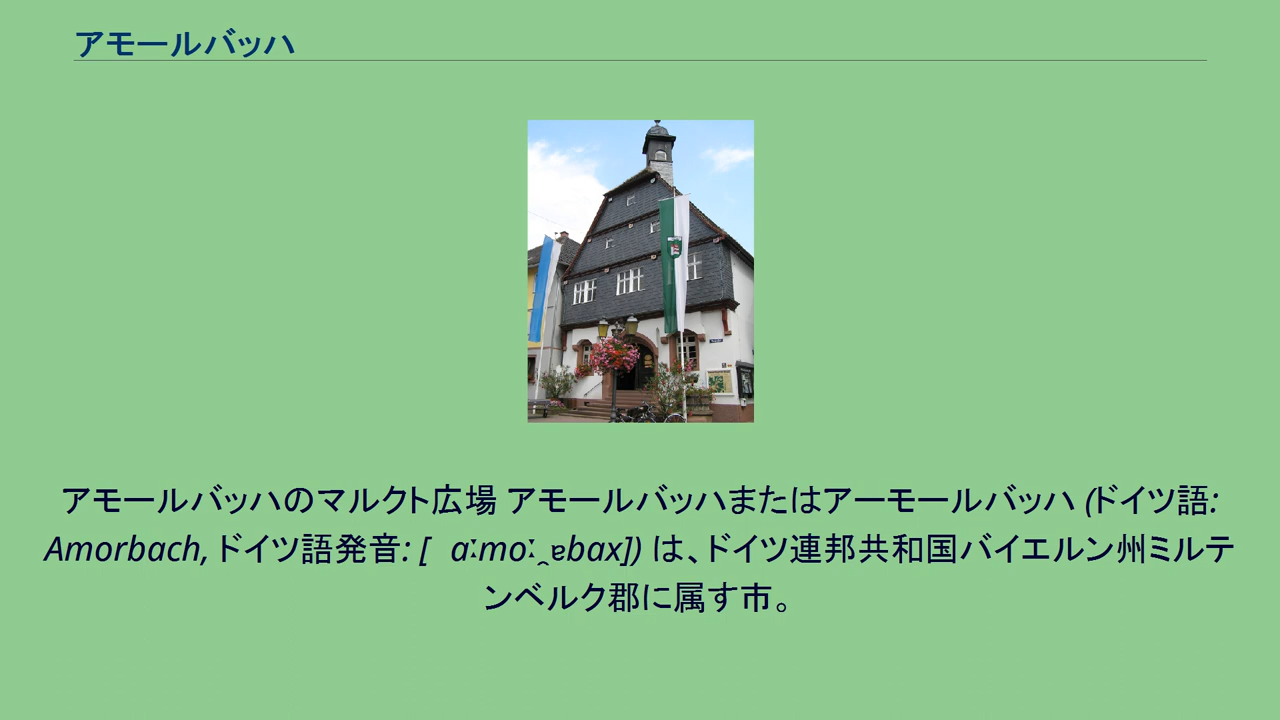 アモールバッハ
アモールバッハのマルクト広場 アモールバッハまたはアーモールバッハ (ドイツ語:
Amorbach, ドイツ語発音: [ aːmoːɐ̯bax]) は、ドイツ連邦共和国バイエルン州ミルテ
ンベルク郡に属す市。